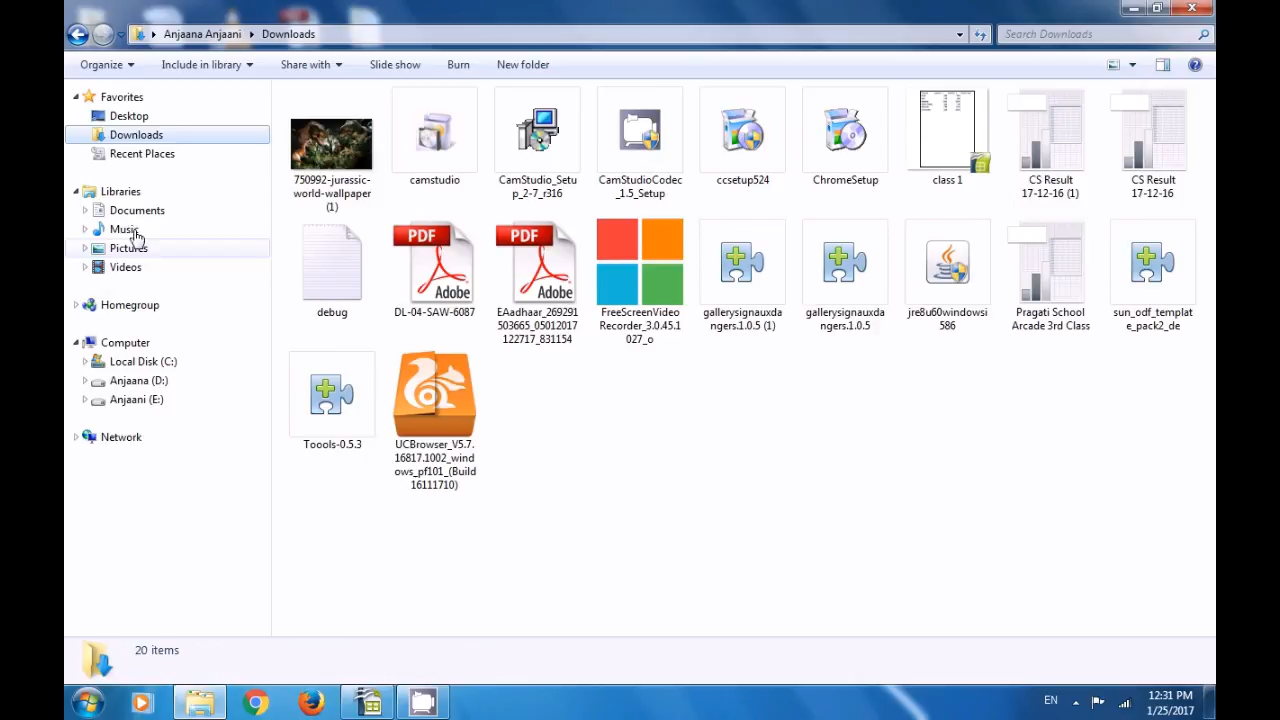 Anjaana Anjaani Downloads
Search Downloads
Organize Include in library Share with Slide show Burn New folder
Favorites
Desktop
Downloads
Recent Places
Libraries
Documents
Music
Pictures
Videos
Homegroup
Computer
Local Disk (C:)
Anjaana (D:)
Anjaani (E:)
Network
750992-jurassic-
world-wallpaper
(1)
camstudio
CamStudio_Setu
p_2-7_r316
CamStudioCodec
_1.5_Setup
ccsetup524
ChromeSetup
class 1
CS Result
17-12-16 (1)
CS Result
17-12-16
debug
PDF
Adobe
DL-04-SAW-6087
PDF
Adobe
EAadhaar_269291
503665_05012017
122717_831154
FreeScreenVideo
Recorder_3.0.45.1
027_o
gallerysignauxda
ngers.1.0.5 (1)
gallerysignauxda
ngers.1.0.5
jre8u60windowsi
586
Pragati School
Arcade 3rd Class
sun_odf_templat
e_pack2_de
Toools-0.5.3
UCBrowser_V5.7.
16817.1002_wind
ows_pf101_(Build
16111710)
20 items
EN
12:31 PM
1/25/2017